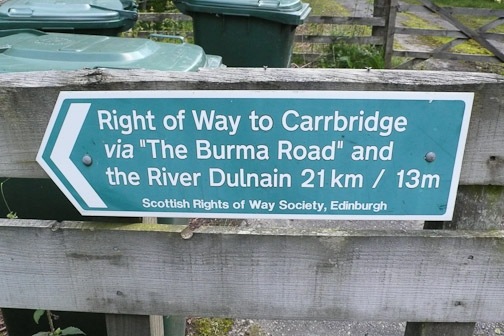 Right of Way to Carrbridge
via "The Burma Road" and
the River Dulnain 21km / 13m
Scottish Rights of Way Society, Edinburgh